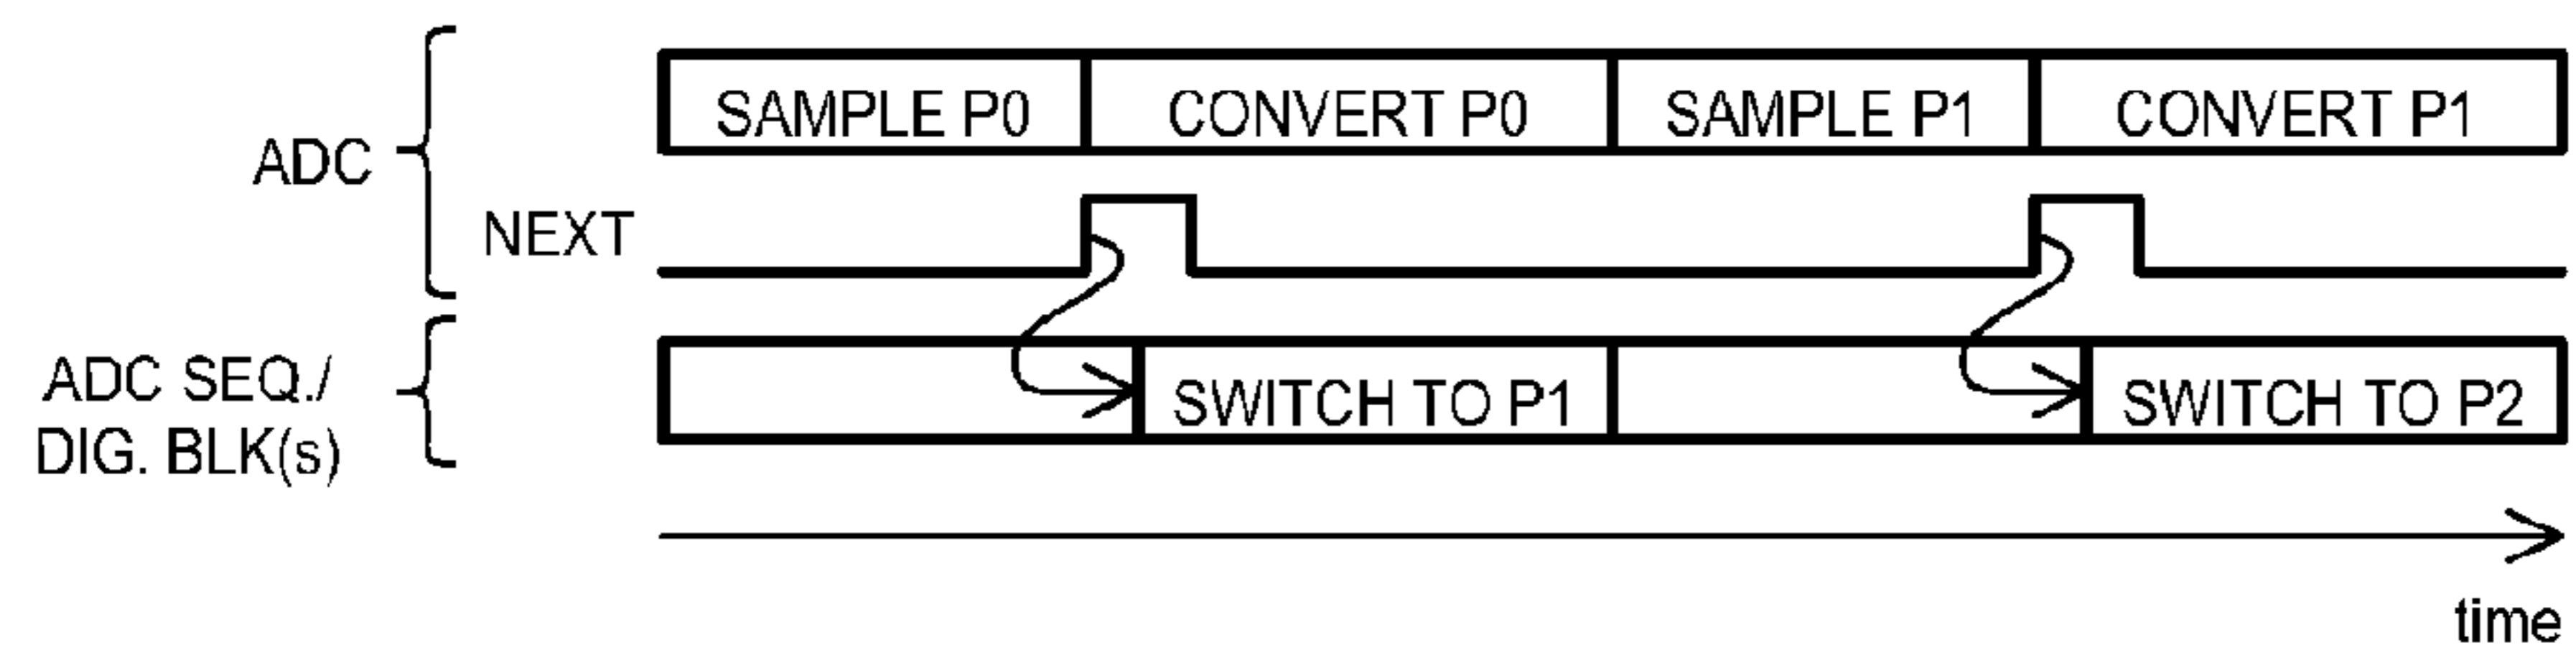 SAMPLE P0 CONVERT P0 SAMPLE P1 CONVERT P1
ADC
NEXT
ADC SEQ./
DIG. BLK(s)
SWITCH TO P1 SWITCH TO P2
time